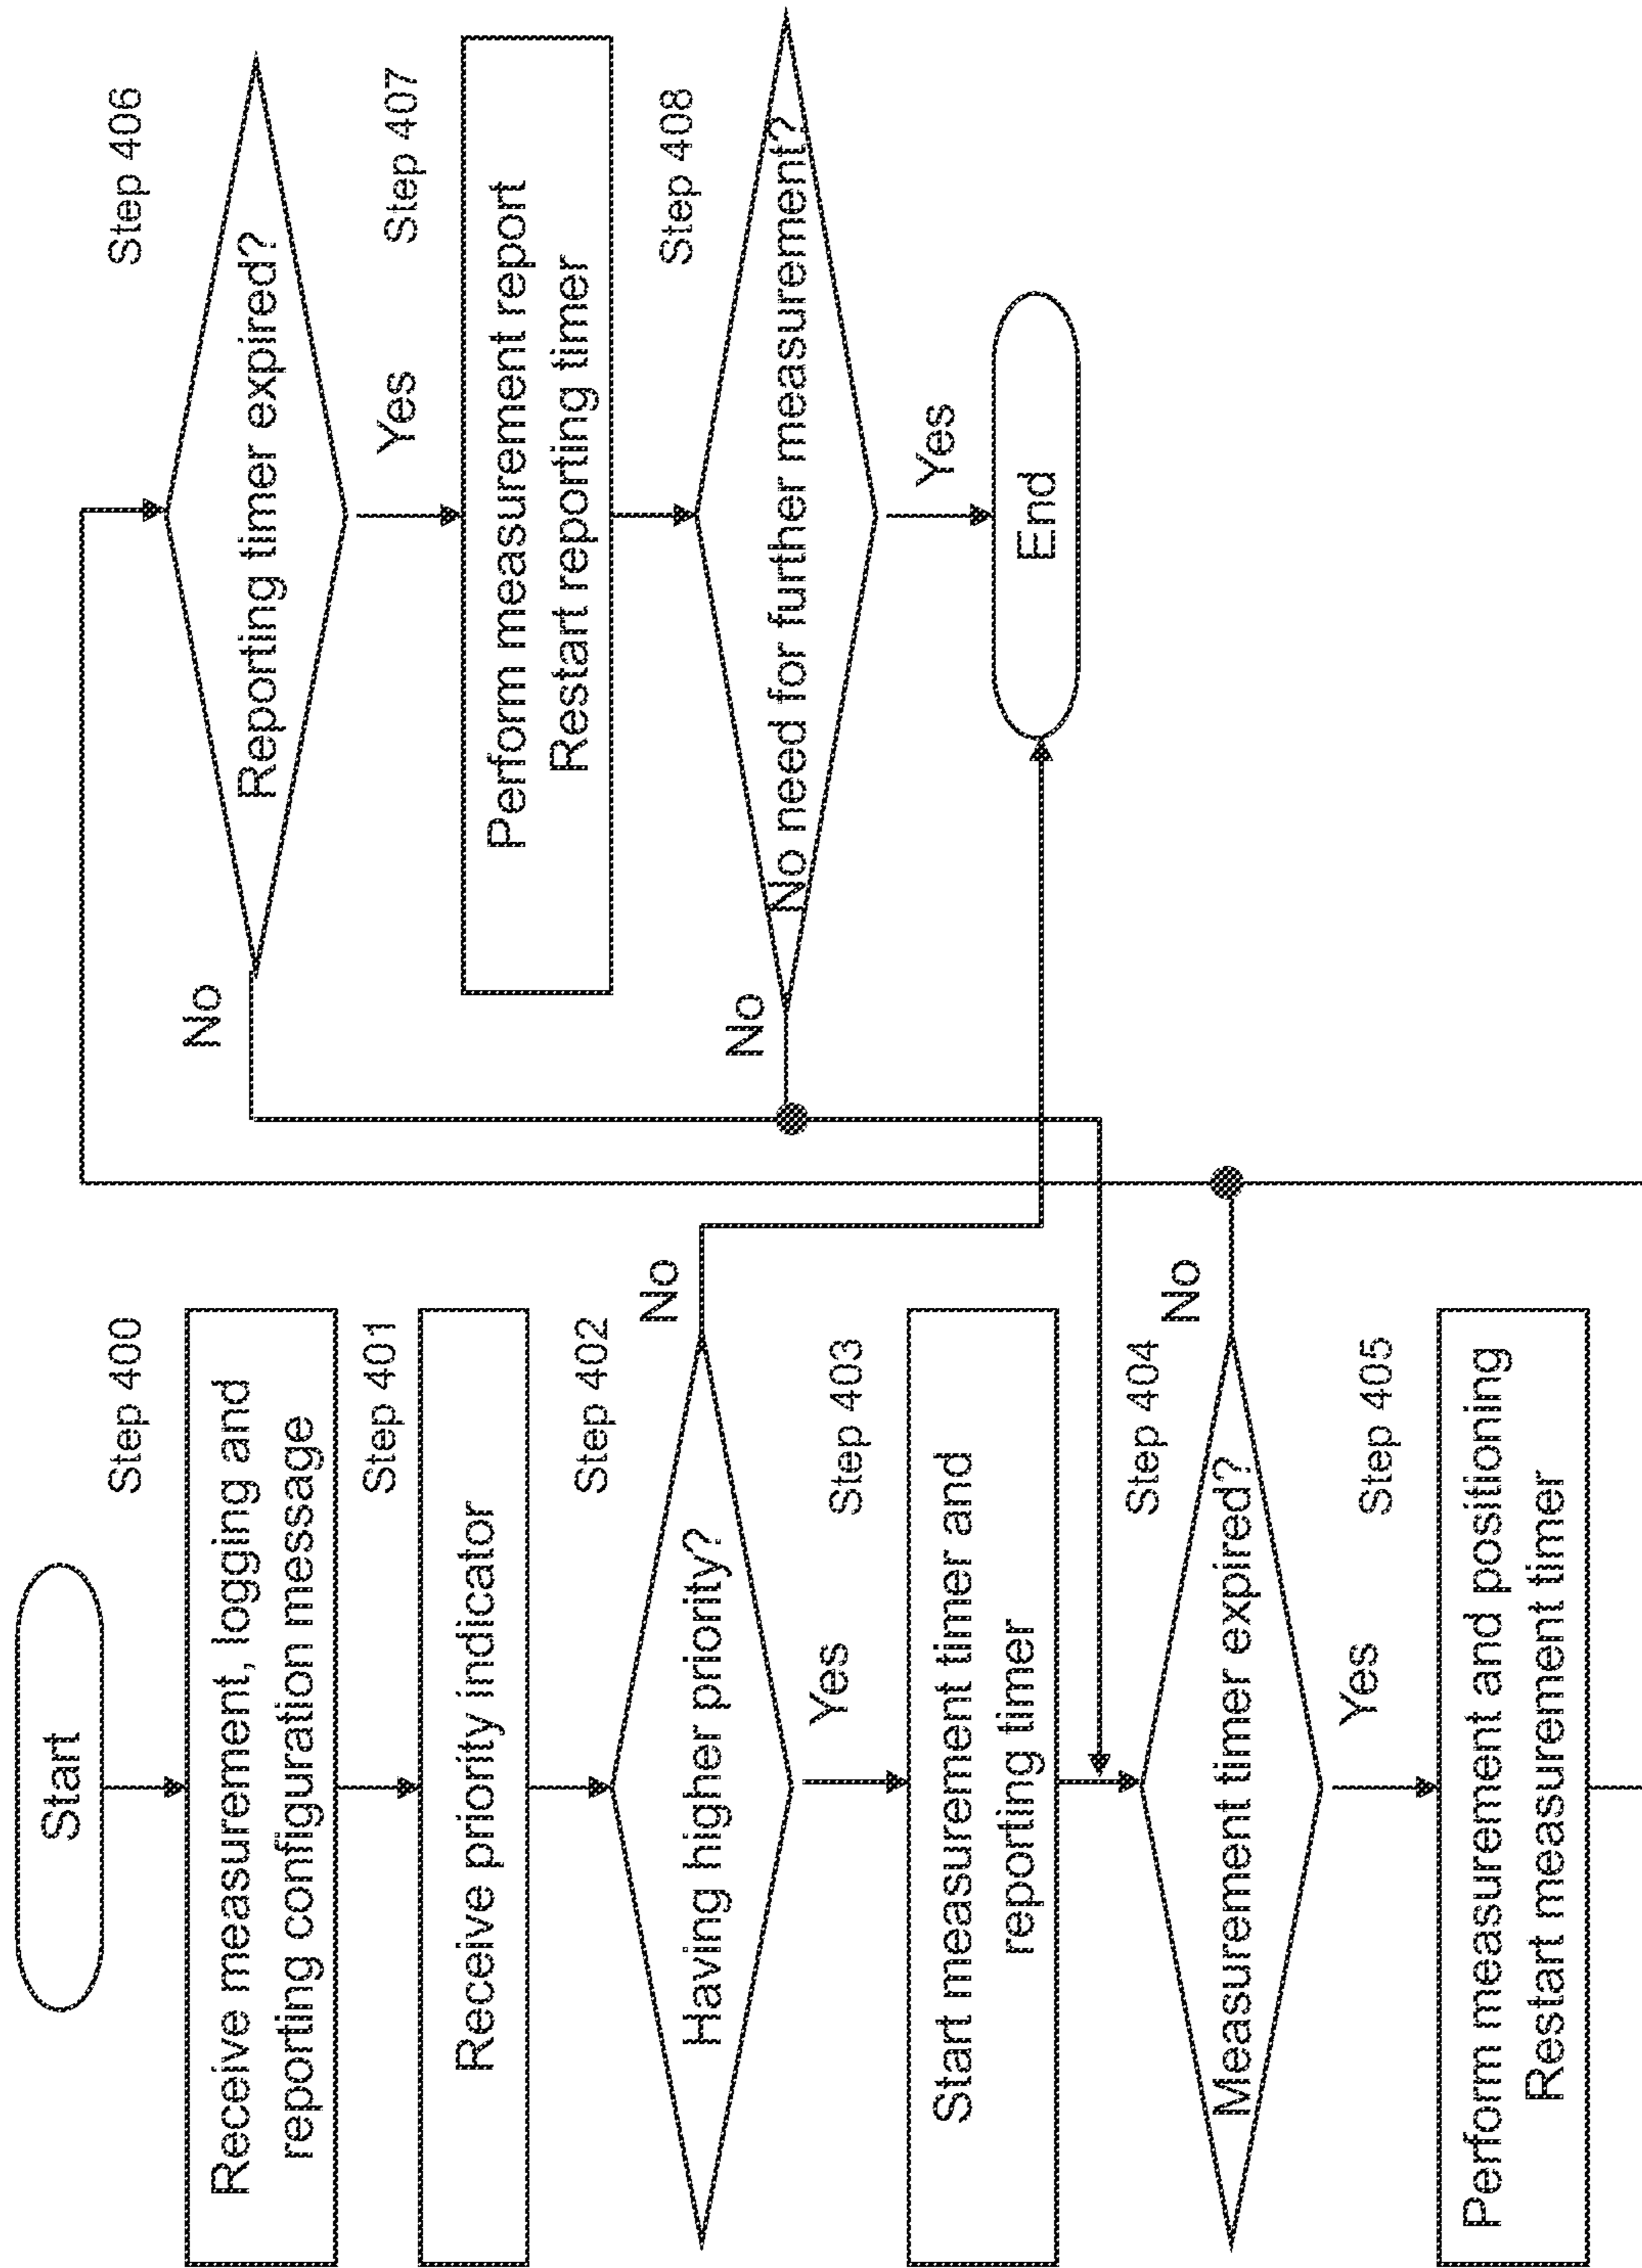 Start
Step 400
Receive measurement, logging and
reporting configuration message
Step 401
Receive priority indicator
Step 402
Having higher priority?
No
Yes
Step 403
Start measurement timer and
reporting timer
Step 404
Measurement timer expired?
No
Yes
Step 405
Perform measurement and positioning
Restart measurement timer
Step 406
Reporting timer expired?
No
Yes
Step 407
Perform measurement report
Restart reporting timer
Step 408
No need for further measurement?
No
Yes
End